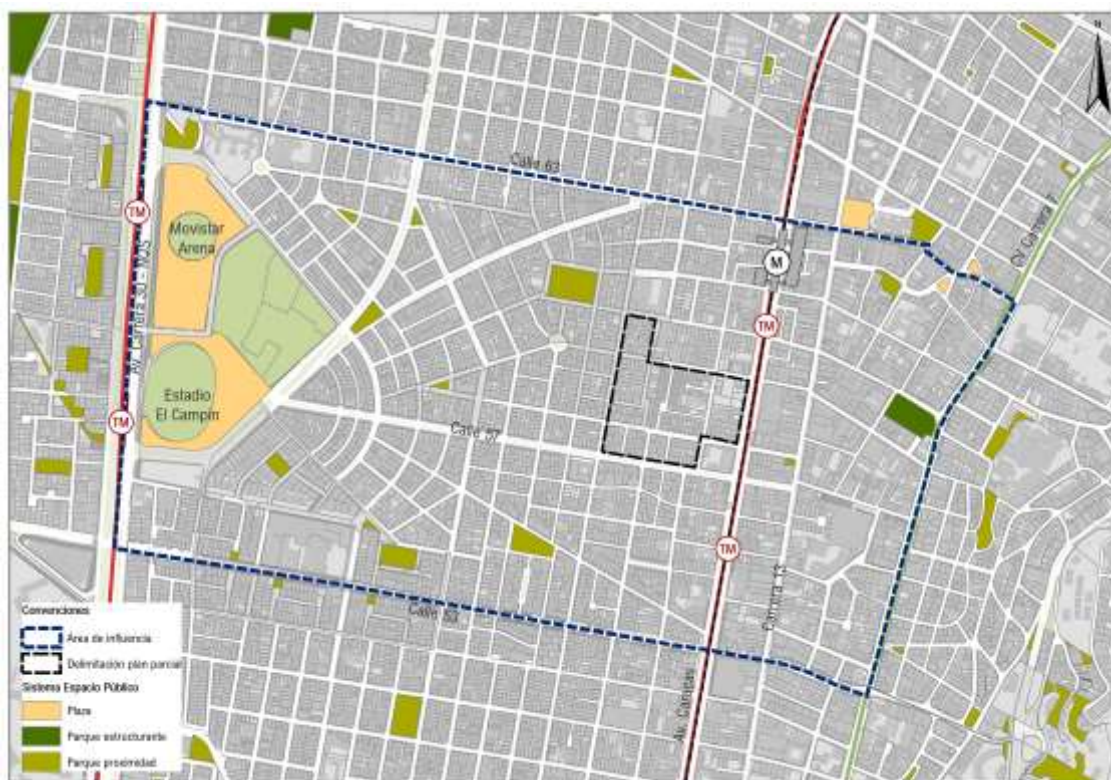 N
Calle 63
TM
Movistar
Arena
M
TM
Av. Carrera 30 - NQS
Estadio
El Campín
TM
Calle 57
TM
Carrera 13
Calle 53
Av. Caracas
Convenciones
Área de influencia
Delimitación plan parcial
Sistema Espacio Público
Plaza
Parque estructurante
Parque proximidad